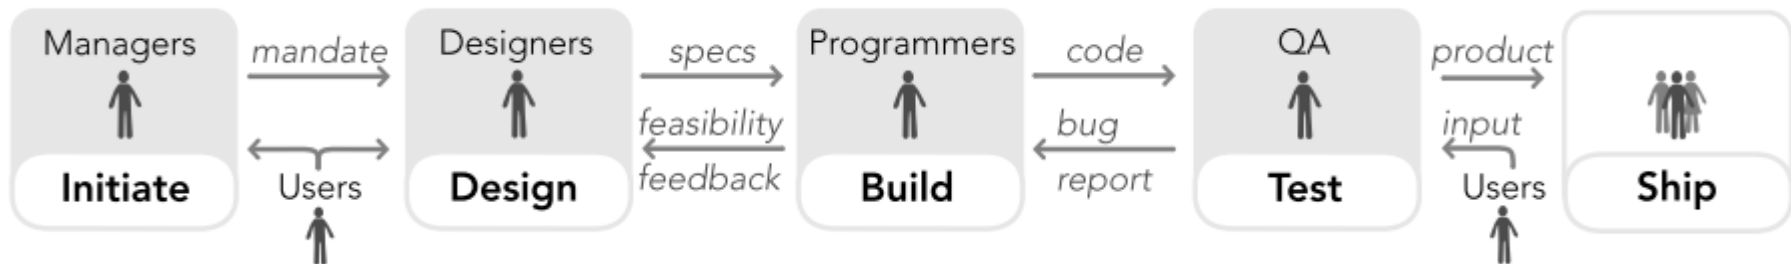 Managers
mandate
Designers
specs
Programmers
code
QA
product
feasibility
feedback
bug
report
input
Initiate
Users
Design
Build
Test
Users
Ship